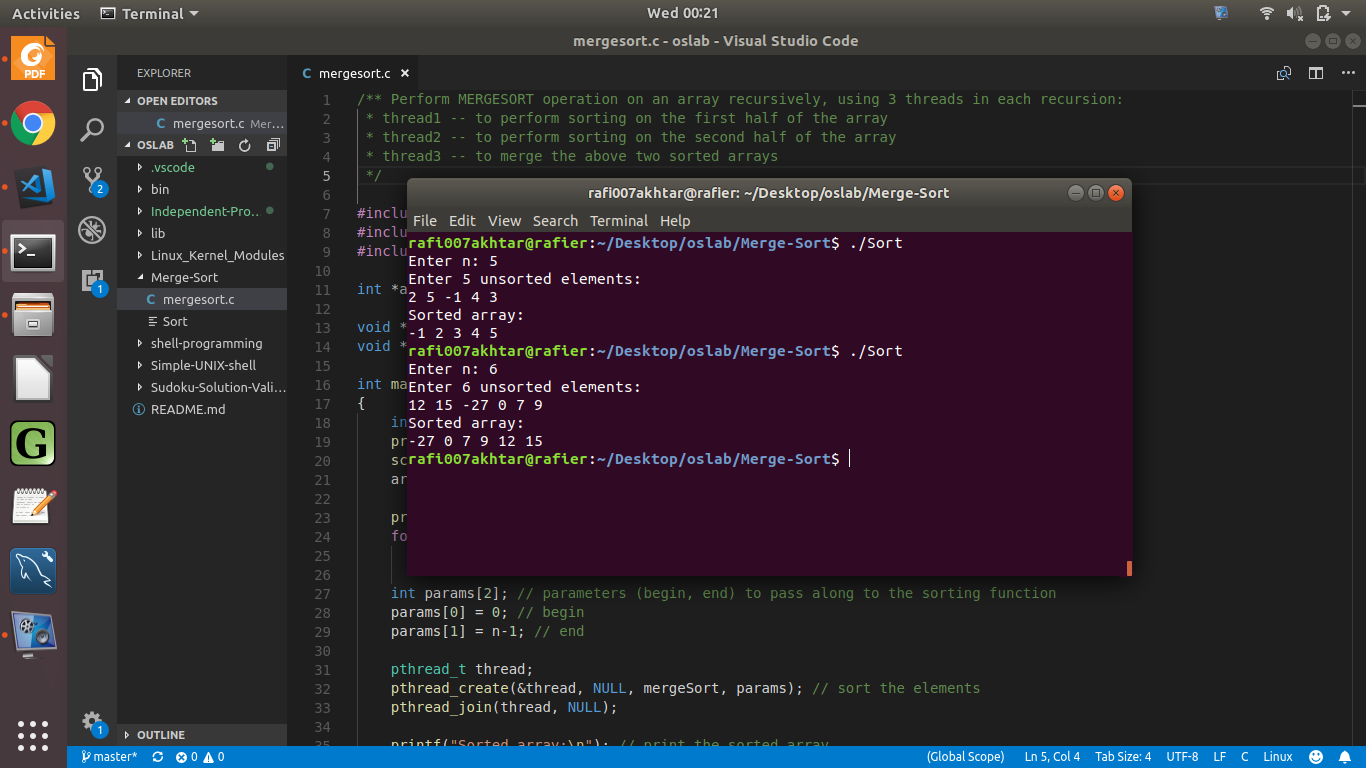 Activities
Terminal
Wed 00:21
mergesort.c - oslab - Visual Studio Code
PDF
EXPLORER
OPEN EDITORS
C mergesort.c Mer...
OSLAB
.vscode
bin
Independent-Pro..
lib
Linux_Kernel_Modules
Merge-Sort
C mergesort.c
Sort
shell-programming
Simple-UNIX-shell
Sudoku-Solution-Vali...
README.md
OUTLINE
2
1
1
C mergesort.c ×
1 /** Perform MERGESORT operation on an array recursively, using 3 threads in each recursion:
2 * thread1 -- to perform sorting on the first half of the array
3 * thread2 -- to perform sorting on the second half of the array
4 * thread3 -- to merge the above two sorted arrays
5 */
6
7 #inclu
8 #inclu
9 #inclu
10
11 int *a
12
13 void *
14 void *
15
16 int ma
17 {
18 in
19 pr
20 sc
21 ar
22
23 pr
24 fo
25
26
27 int params[2]; // parameters (begin, end) to pass along to the sorting function
28 params[0] = 0; // begin
29 params[1] = n-1; // end
30
31 pthread_t thread;
32 pthread_create(&thread, NULL, mergeSort, params); // sort the elements
33 pthread_join(thread, NULL);
34
35 printf("Sorted array:\n"); // print the sorted array
rafi007akhtar@rafier: ~/Desktop/oslab/Merge-Sort
File Edit View Search Terminal Help
rafi007akhtar@rafier:~/Desktop/oslab/Merge-Sort$ ./Sort
Enter n: 5
Enter 5 unsorted elements:
2 5 -1 4 3
Sorted array:
-1 2 3 4 5
rafi007akhtar@rafier:~/Desktop/oslab/Merge-Sort$ ./Sort
Enter n: 6
Enter 6 unsorted elements:
12 15 -27 0 7 9
Sorted array:
-27 0 7 9 12 15
rafi007akhtar@rafier:~/Desktop/oslab/Merge-Sort$
master*
0 0
(Global Scope) Ln 5, Col 4 Tab Size: 4 UTF-8 LF C Linux